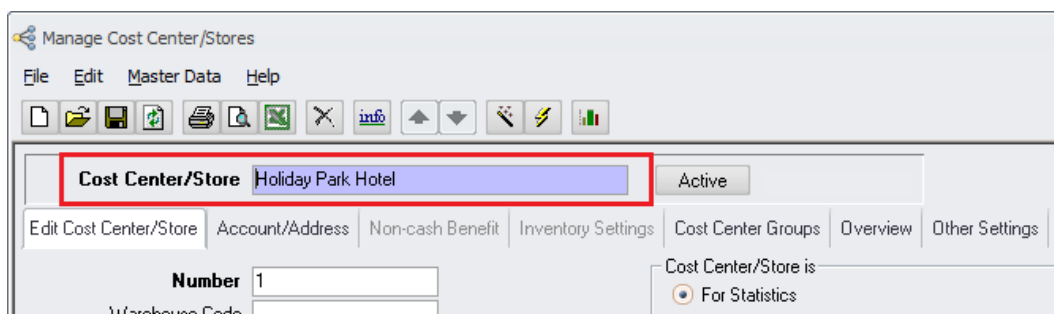 Manage Cost Center/Stores
File Edit Master Data Help
info
Cost Center/Store Holiday Park Hotel Active
Edit Cost Center/Store Account/Address Non-cash Benefit Inventory Settings Cost Center Groups Overview Other Settings
Cost Center/Store is
Number 1
For Statistics
Warehouse Code